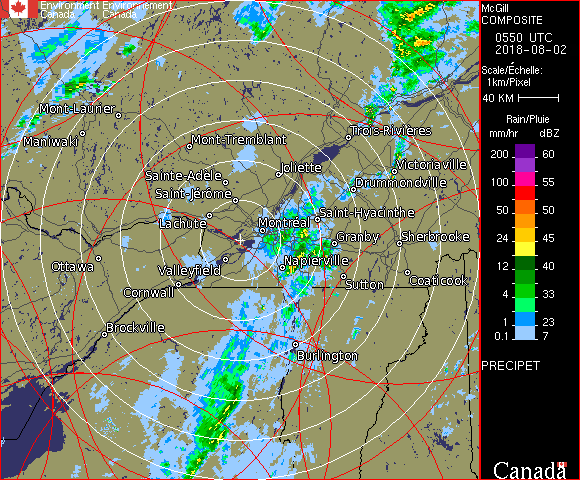 Environment Environnement
Canada Canada
McGill
COMPOSITE
0550 UTC
2018-08-02
Scale/Échelle:
1km/Pixel
40 KM
Rain/Pluie
mm/hr dBZ
200 60
100 55
50 50
24 45
12 40
4 33
1 23
0.1 7
PRECIPET
Canada
Mont-Laurier
Maniwaki
Mont-Tremblant
Trois-Rivières
Sainte-Adèle
Joliette
Victoriaville
Saint-Jérôme
Drummondville
Lachute
Montréal
Saint-Hyacinthe
Granby
Sherbrooke
Ottawa
Valleyfield
Napierville
Cornwall
Sutton
Coaticook
Brockville
Burlington